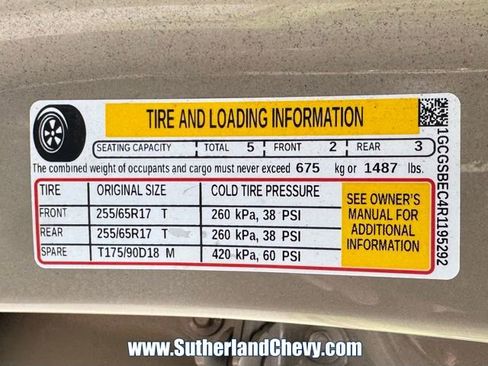 TIRE AND LOADING INFORMATION
SEATING CAPACITY TOTAL 5 FRONT 2 REAR 3
The combined weight of occupants and cargo must never exceed 675 kg or 1487 lbs.
TIRE ORIGINAL SIZE COLD TIRE PRESSURE
FRONT 255/65R17 T 260 kPa, 38 PSI
REAR 255/65R17 T 260 kPa, 38 PSI
SPARE T175/90D18 M 420 kPa, 60 PSI
SEE OWNER'S
MANUAL FOR
ADDITIONAL
INFORMATION
1GCGSBEC4R1195292
www.SutherlandChevy.com